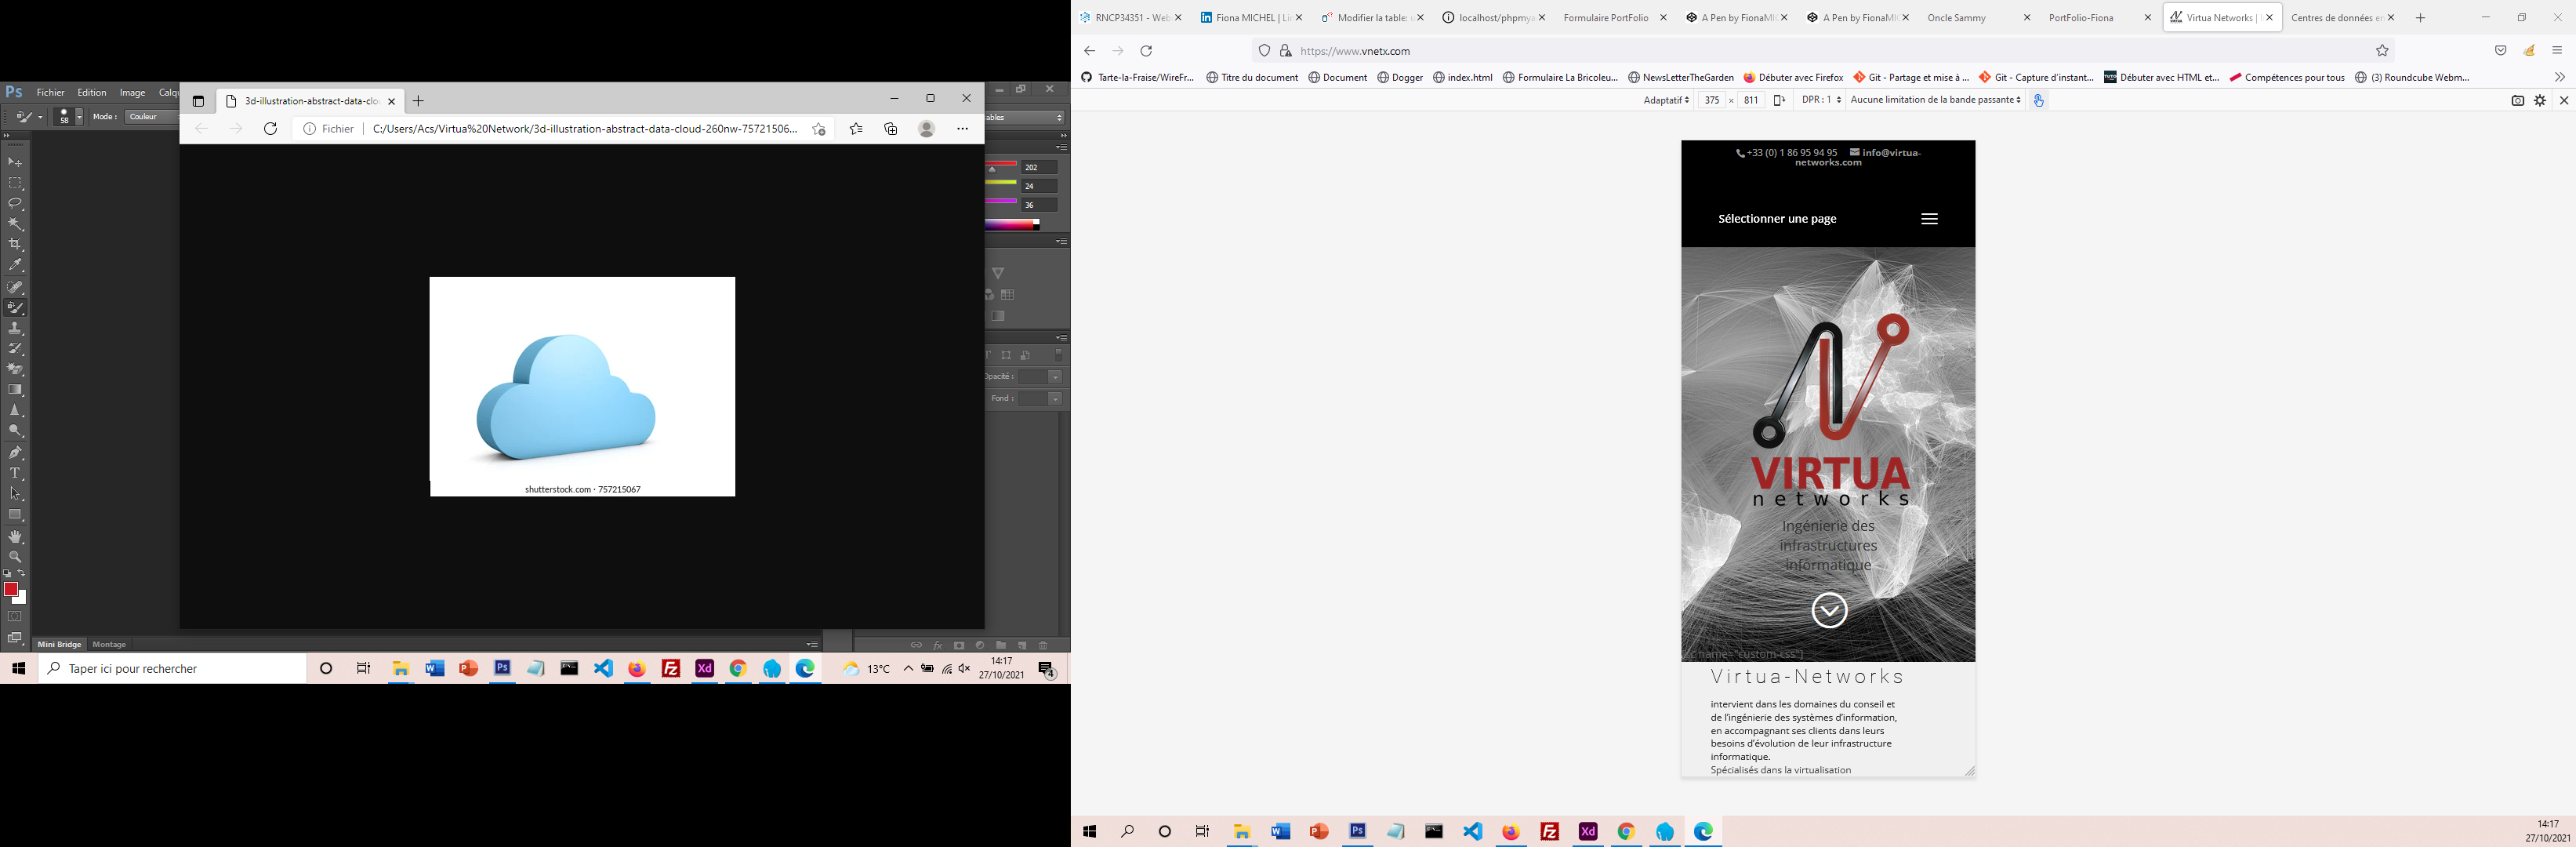 Ps Fichier Edition Image Calqu
58 Mode : Couleur
3d-illustration-abstract-data-clou
Fichier C:/Users/Acs/Virtua%20Network/3d-illustration-abstract-data-cloud-260nw-75721506...
202
24
36
Opacité :
Fond :
shutterstock.com · 757215067
Mini Bridge Montage
Taper ici pour rechercher
13°C
14:17
27/10/2021
4
RNCP34351 - Web
Fiona MICHEL | Li
Modifier la table:
localhost/phpmya
Formulaire PortFolio
A Pen by FionaMI
A Pen by FionaMI
Oncle Sammy
PortFolio-Fiona
Virtua Networks |
Centres de données e
https://www.vnetx.com
Tarte-la-Fraise/WireFr...
Titre du document
Document
Dogger
index.html
Formulaire La Bricoleu...
NewsLetterTheGarden
Débuter avec Firefox
Git - Partage et mise à ...
Git - Capture d'instant...
Débuter avec HTML et...
Compétences pour tous
(3) Roundcube Webm...
Adaptatif 375 × 811 DPR : 1 Aucune limitation de la bande passante
+33 (0) 1 86 95 94 95 info@virtua-
networks.com
Sélectionner une page
VIRTUA
networks
Ingénierie des
infrastructures
informatique
name="custom-css"]
Virtua-Networks
intervient dans les domaines du conseil et
de l'ingénierie des systèmes d'information,
en accompagnant ses clients dans leurs
besoins d'évolution de leur infrastructure
informatique.
Spécialisés dans la virtualisation
14:17
27/10/2021